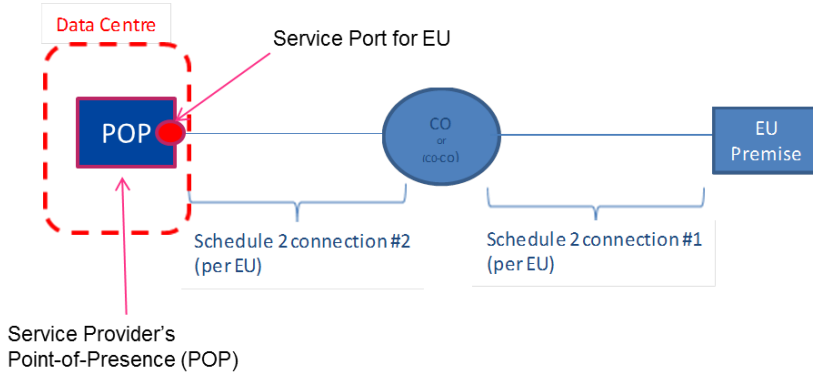 Data Centre
Service Port for EU
POP
CO
or
(CO-CO)
EU
Premise
Schedule 2 connection #2
(per EU)
Schedule 2 connection #1
(per EU)
Service Provider's
Point-of-Presence (POP)